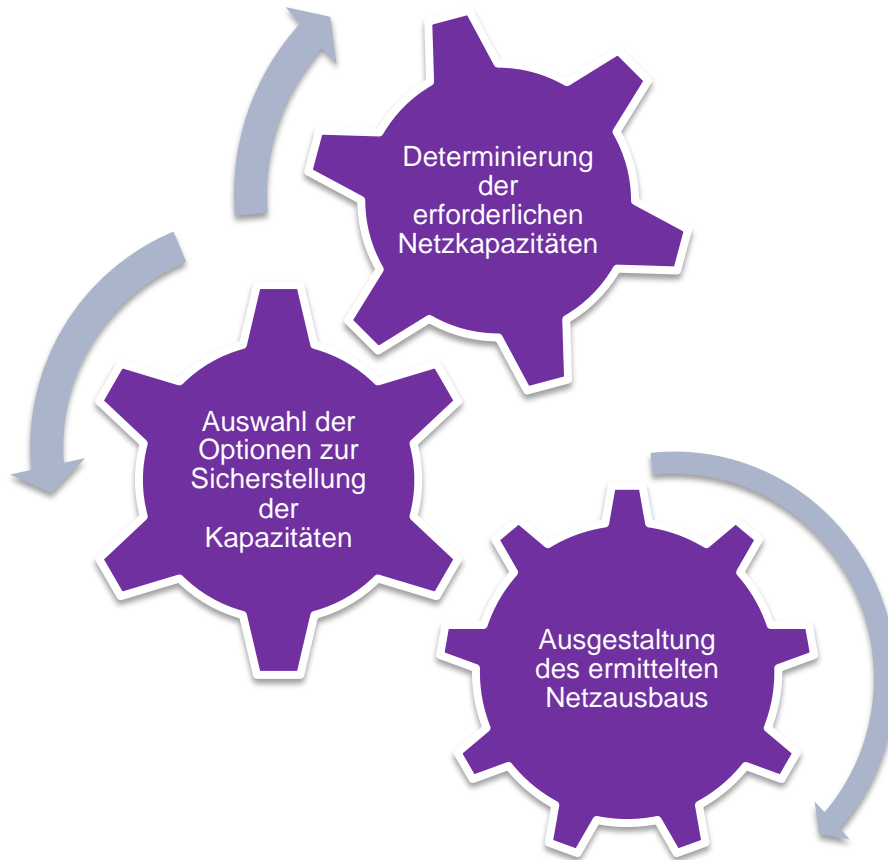 Determinierung
der
erforderlichen
Netzkapazitäten
Auswahl der
Optionen zur
Sicherstellung
der
Kapazitäten
Ausgestaltung
des ermittelten
Netzausbaus